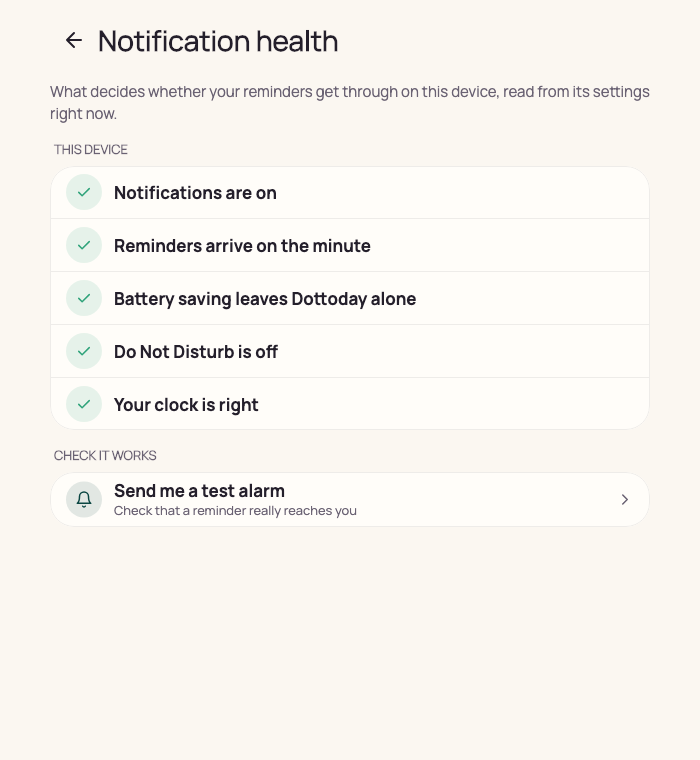 Notification health
What decides whether your reminders get through on this device, read from its settings
right now.
THIS DEVICE
Notifications are on
Reminders arrive on the minute
Battery saving leaves Dottoday alone
Do Not Disturb is off
Your clock is right
CHECK IT WORKS
Send me a test alarm
Check that a reminder really reaches you